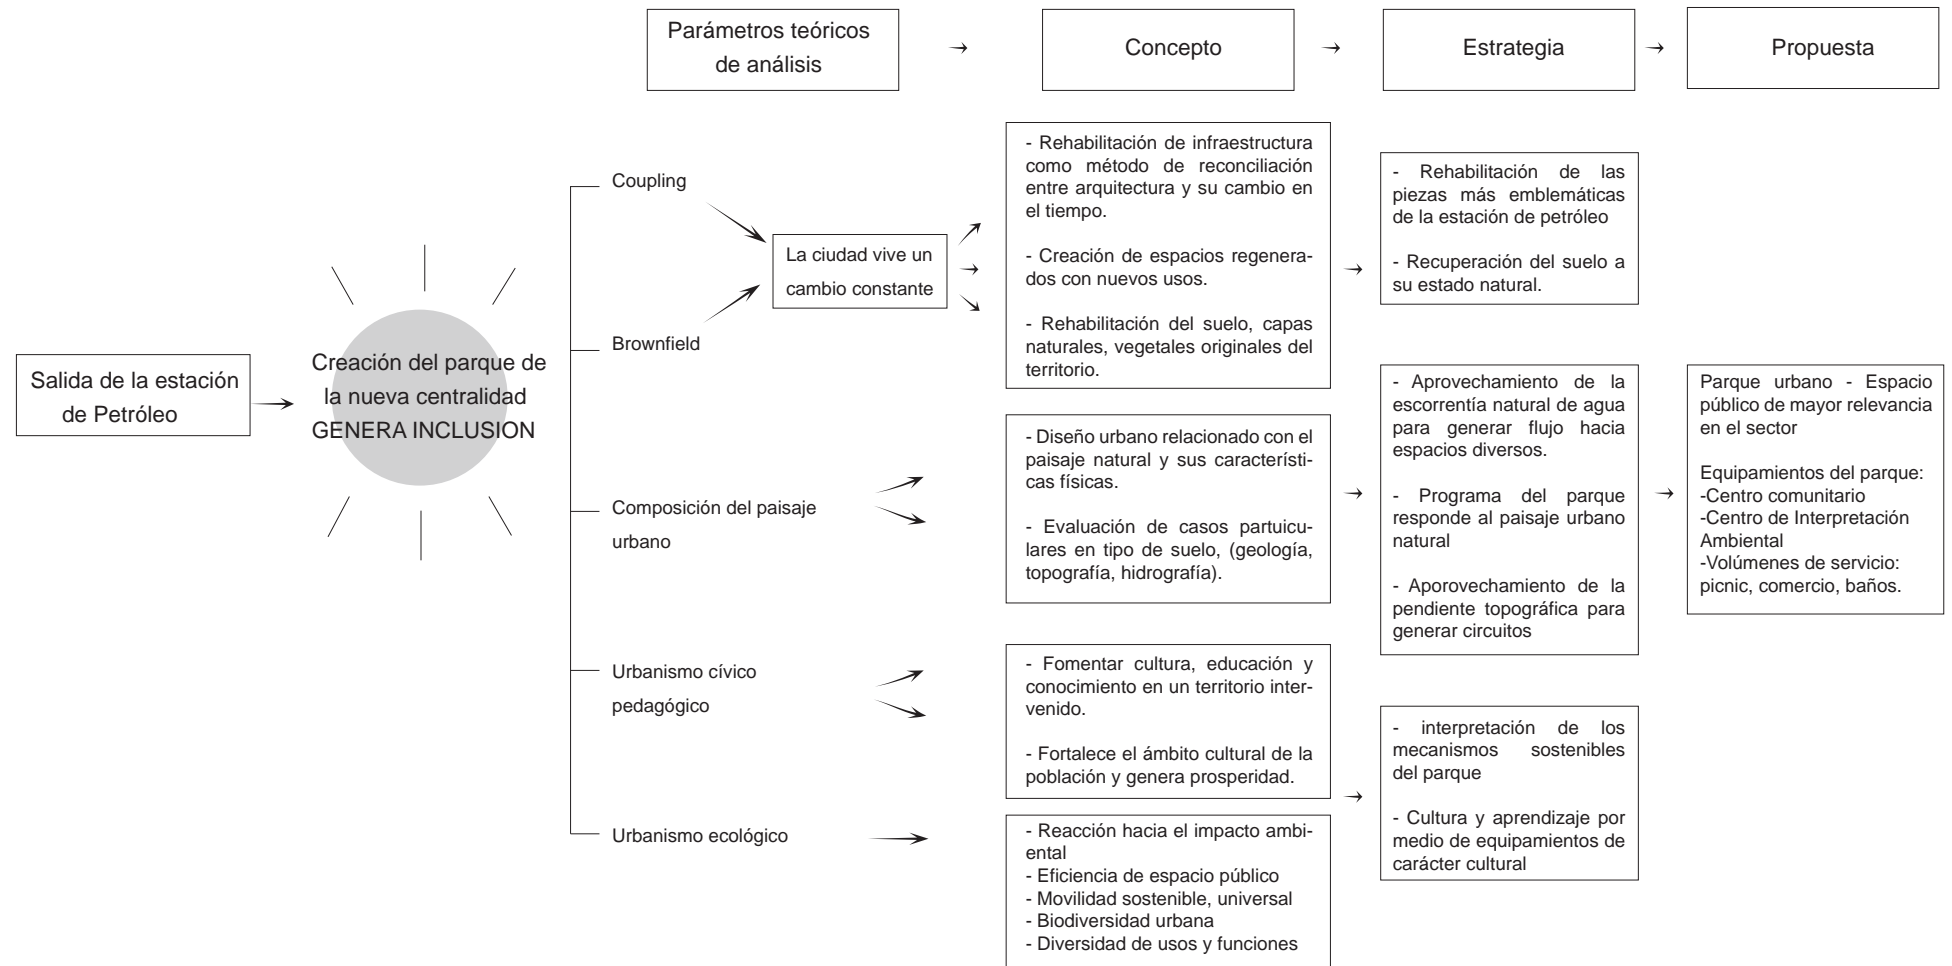 Parámetros teóricos
de análisis
Concepto
Estrategia
Propuesta
Salida de la estación
de Petróleo
Creación del parque de
la nueva centralidad
GENERA INCLUSION
Coupling
Brownfield
Composición del paisaje
urbano
Urbanismo cívico
pedagógico
Urbanismo ecológico
La ciudad vive un
cambio constante
- Rehabilitación de infraestructura
como método de reconciliación
entre arquitectura y su cambio en
el tiempo.
- Creación de espacios regenera-
dos con nuevos usos.
- Rehabilitación del suelo, capas
naturales, vegetales originales del
territorio.
- Diseño urbano relacionado con el
paisaje natural y sus característi-
cas físicas.
- Evaluación de casos partuicu-
lares en tipo de suelo, (geología,
topografía, hidrografía).
- Fomentar cultura, educación y
conocimiento en un territorio inter-
venido.
- Fortalece el ámbito cultural de la
población y genera prosperidad.
- Reacción hacia el impacto ambi-
ental
- Eficiencia de espacio público
- Movilidad sostenible, universal
- Biodiversidad urbana
- Diversidad de usos y funciones
- Rehabilitación de las
piezas más emblemáticas
de la estación de petróleo
- Recuperación del suelo a
su estado natural.
- Aprovechamiento de la
escorrentía natural de agua
para generar flujo hacia
espacios diversos.
- Programa del parque
responde al paisaje urbano
natural
- Aporovechamiento de la
pendiente topográfica para
generar circuitos
- interpretación de los
mecanismos sostenibles
del parque
- Cultura y aprendizaje por
medio de equipamientos de
carácter cultural
Parque urbano - Espacio
público de mayor relevancia
en el sector
Equipamientos del parque:
-Centro comunitario
-Centro de Interpretación
Ambiental
-Volúmenes de servicio:
picnic, comercio, baños.